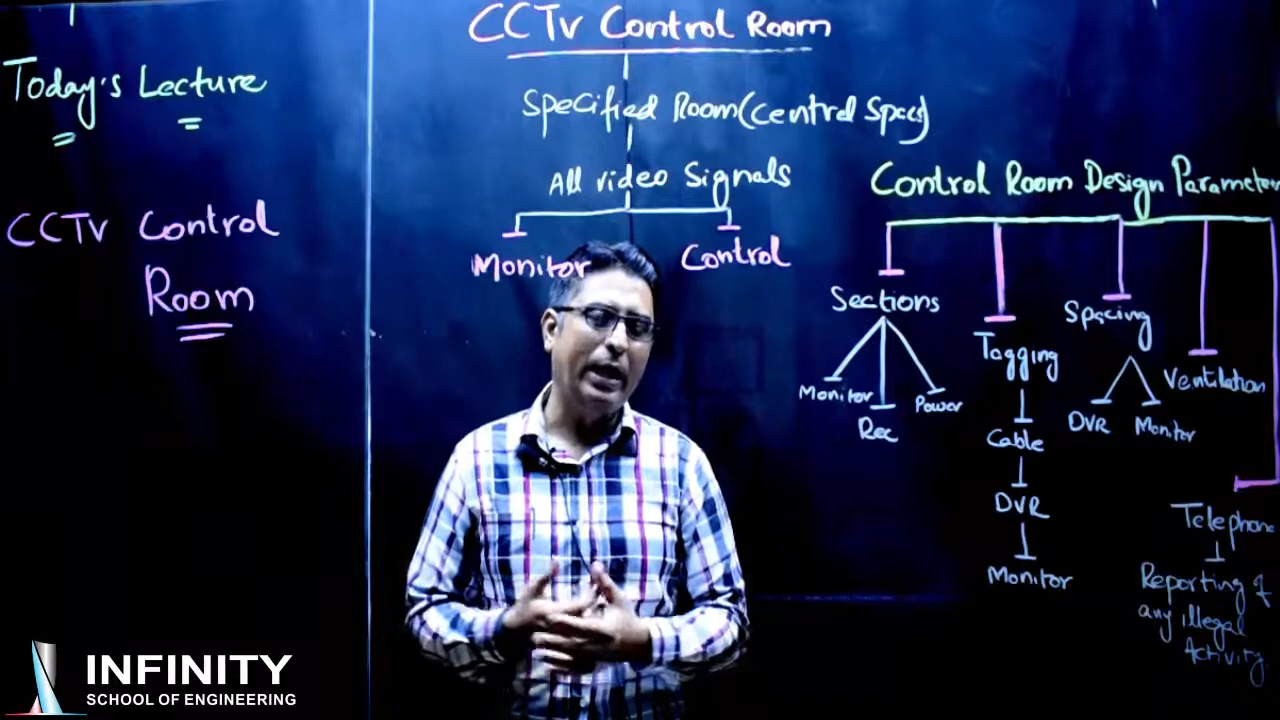 Today's Lecture
CCTv Control
Room
CCTv Control Room
Specified Room (Central Space)
All video Signals
Monitor
Control
Control Room Design Parameter
Sections
Monitor
Rec
Power
Tagging
Cable
DVR
Monitor
Spacing
DVR
Monitor
Ventilation
Telephone
Reporting of
any illegal
Activity
INFINITY
SCHOOL OF ENGINEERING